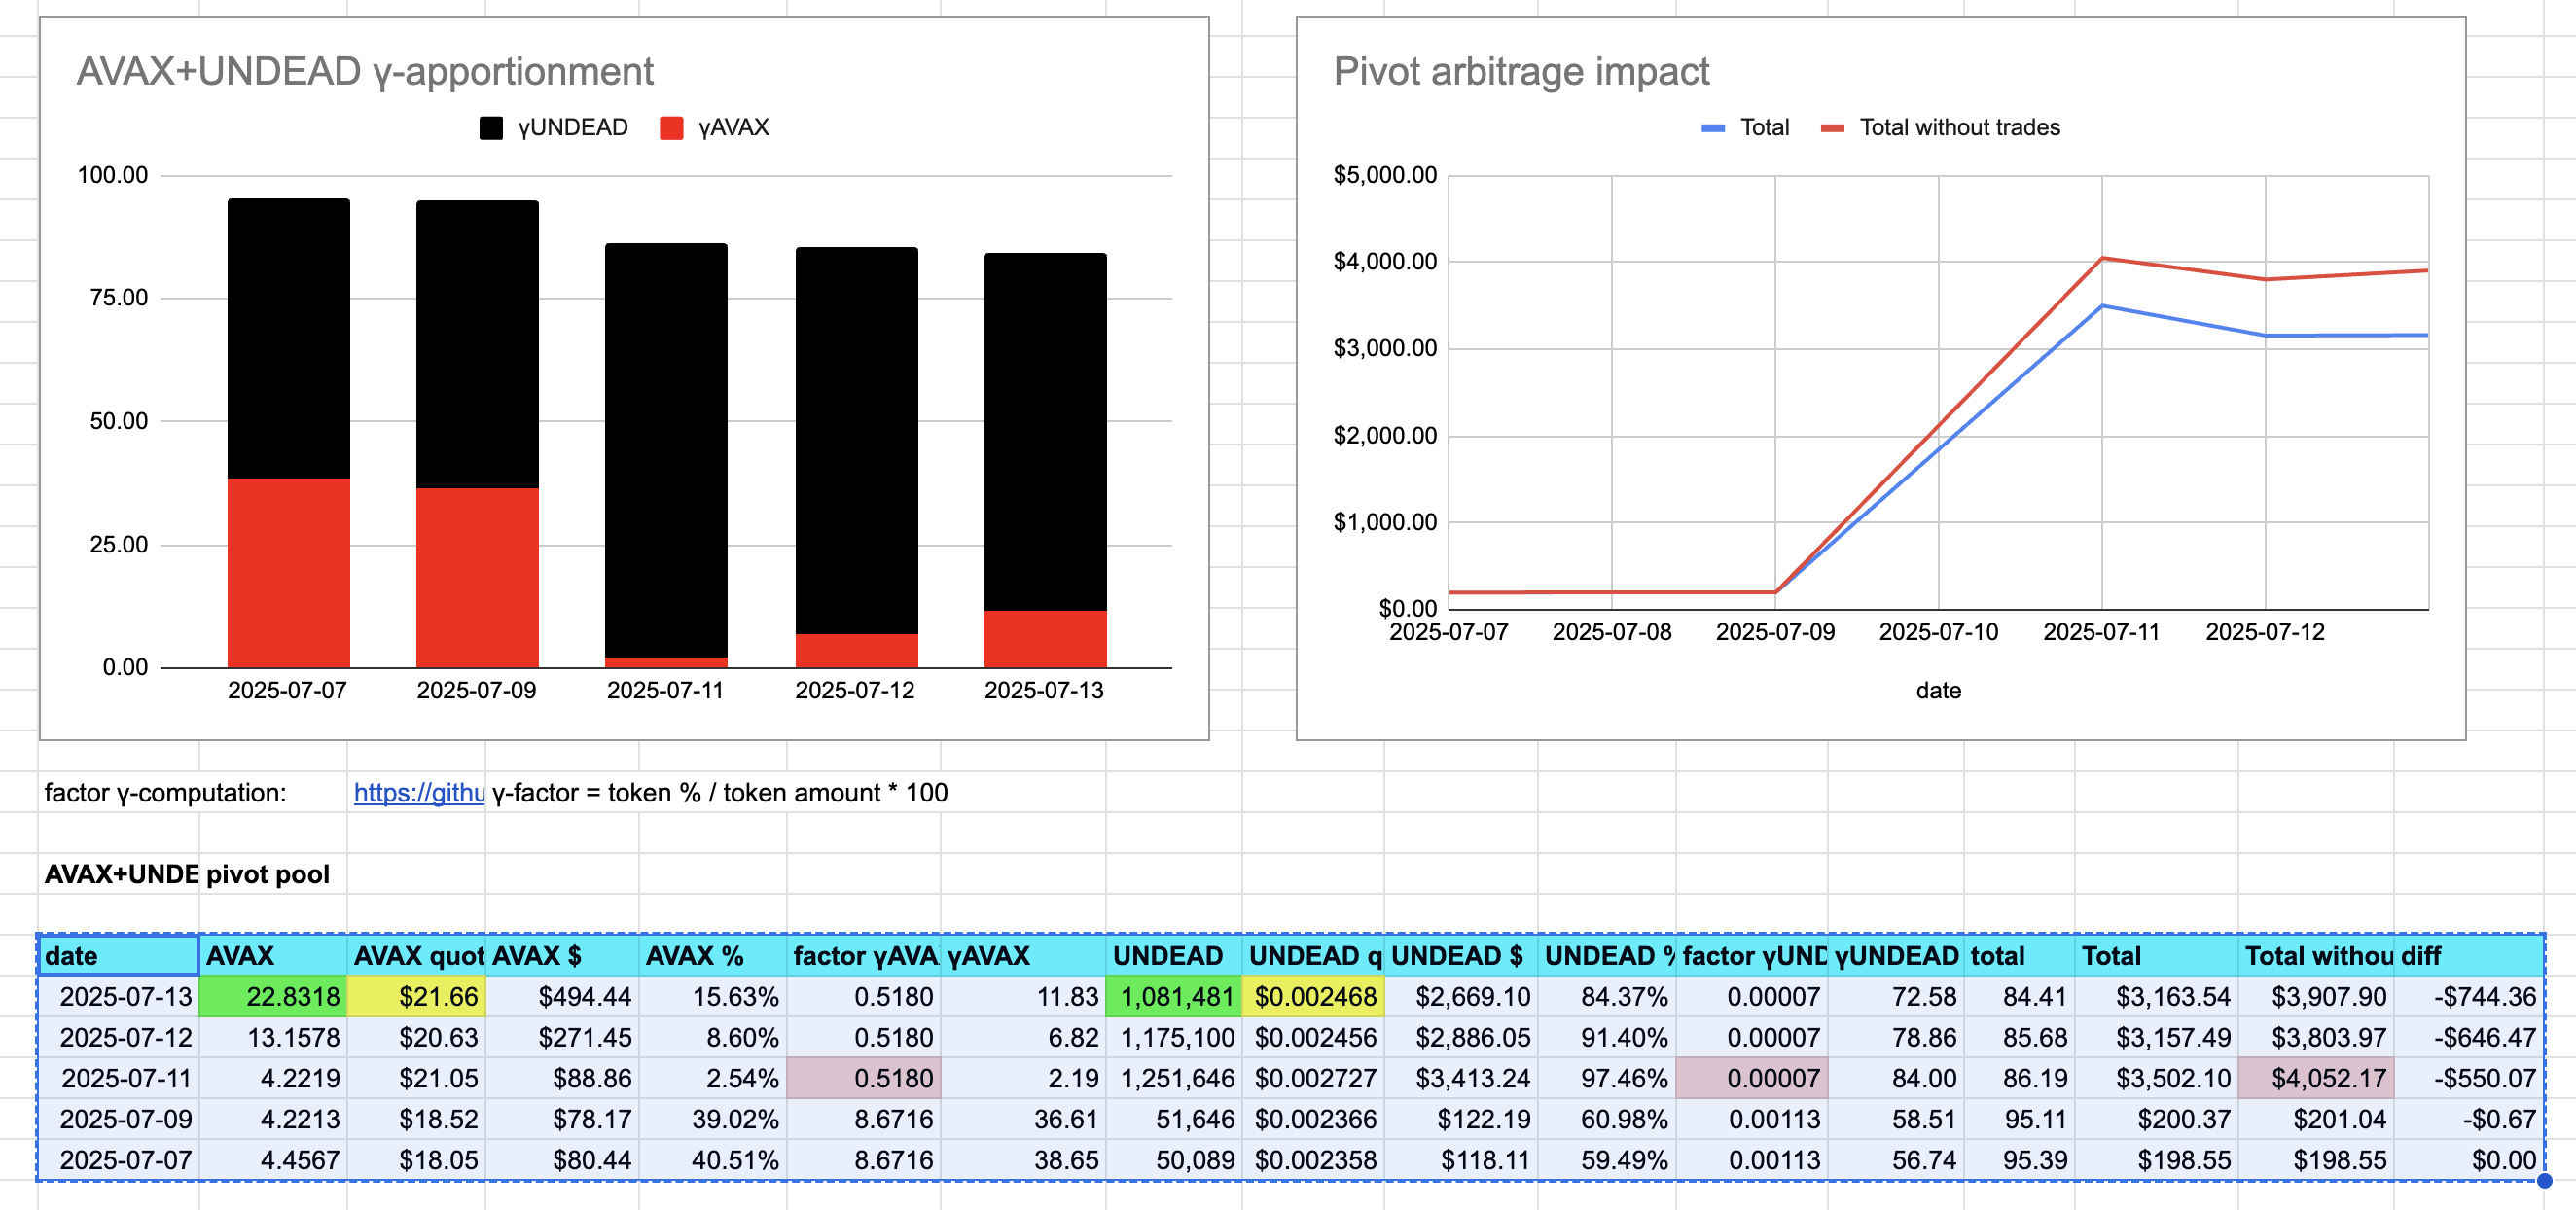 AVAX+UNDEAD γ-apportionment
γUNDEAD γAVAX
100.00
75.00
50.00
25.00
0.00
2025-07-07 2025-07-09 2025-07-11 2025-07-12 2025-07-13
Pivot arbitrage impact
Total Total without trades
$5,000.00
$4,000.00
$3,000.00
$2,000.00
$1,000.00
$0.00
2025-07-07 2025-07-08 2025-07-09 2025-07-10 2025-07-11 2025-07-12
date
factor γ-computation: https://githu γ-factor = token % / token amount * 100
AVAX+UNDE pivot pool
date AVAX AVAX quot AVAX $ AVAX % factor γAVA γAVAX UNDEAD UNDEAD q UNDEAD $ UNDEAD % factor γUND γUNDEAD total Total Total withou diff
2025-07-13 22.8318 $21.66 $494.44 15.63% 0.5180 11.83 1,081,481 $0.002468 $2,669.10 84.37% 0.00007 72.58 84.41 $3,163.54 $3,907.90 -$744.36
2025-07-12 13.1578 $20.63 $271.45 8.60% 0.5180 6.82 1,175,100 $0.002456 $2,886.05 91.40% 0.00007 78.86 85.68 $3,157.49 $3,803.97 -$646.47
2025-07-11 4.2219 $21.05 $88.86 2.54% 0.5180 2.19 1,251,646 $0.002727 $3,413.24 97.46% 0.00007 84.00 86.19 $3,502.10 $4,052.17 -$550.07
2025-07-09 4.2213 $18.52 $78.17 39.02% 8.6716 36.61 51,646 $0.002366 $122.19 60.98% 0.00113 58.51 95.11 $200.37 $201.04 -$0.67
2025-07-07 4.4567 $18.05 $80.44 40.51% 8.6716 38.65 50,089 $0.002358 $118.11 59.49% 0.00113 56.74 95.39 $198.55 $198.55 $0.00